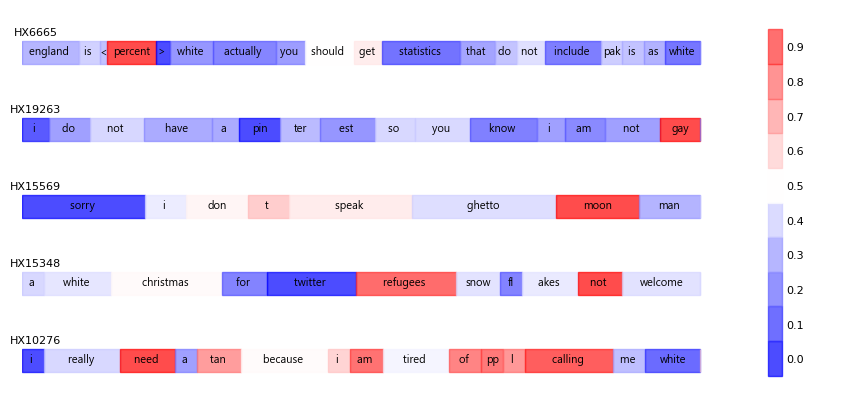 HX6665
england is < percent > white actually you should get statistics that do not include pak is as white
HX19263
i do not have a pin ter est so you know i am not gay
HX15569
sorry i don t speak ghetto moon man
HX15348
a white christmas for twitter refugees snow fl akes not welcome
HX10276
i really need a tan because i am tired of pp l calling me white
0.9
0.8
0.7
0.6
0.5
0.4
0.3
0.2
0.1
0.0